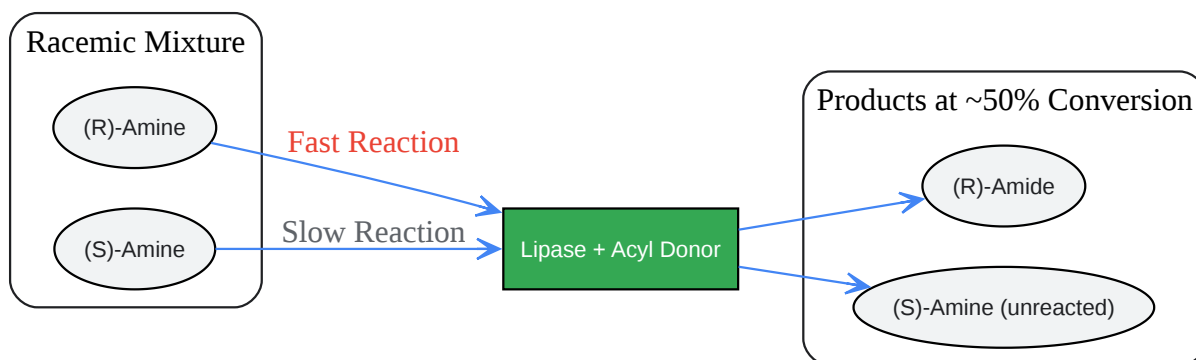 Racemic Mixture
(R)-Amine
(S)-Amine
Fast Reaction
Slow Reaction
Lipase + Acyl Donor
Products at ~50% Conversion
(R)-Amide
(S)-Amine (unreacted)